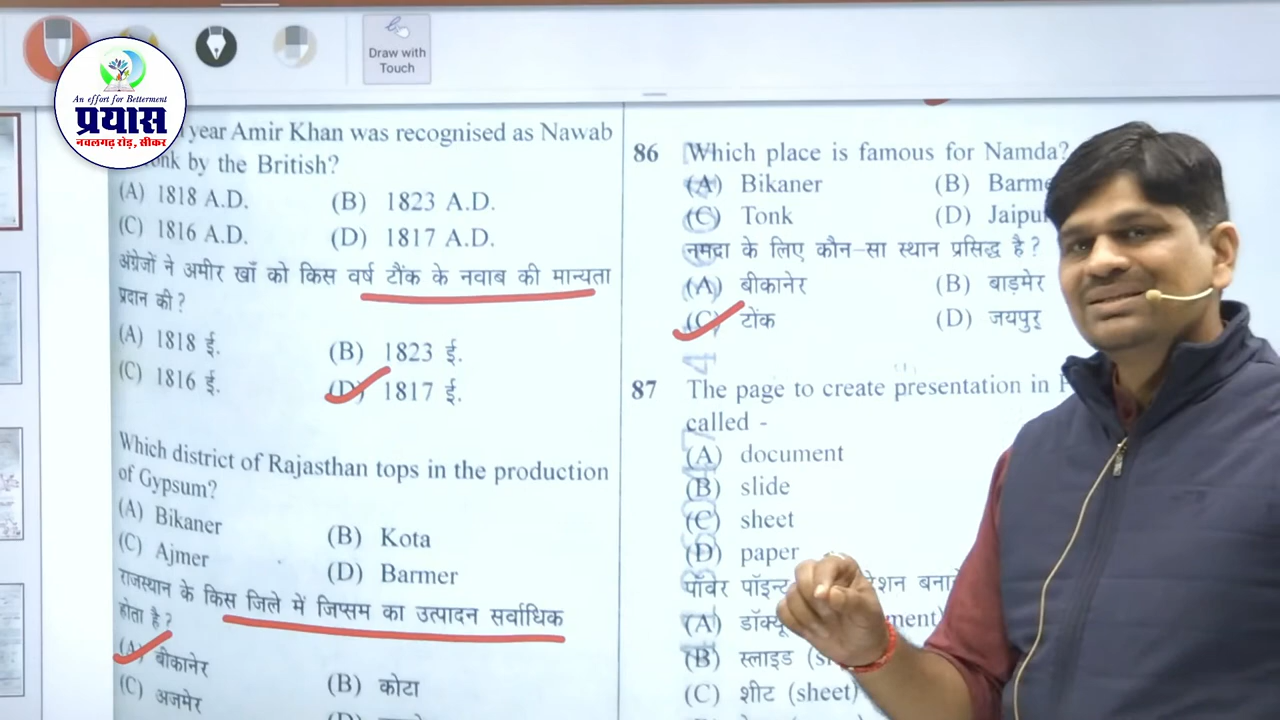 Draw with
Touch
An effort for Betterment
प्रयास
नवलगढ़ रोड़, सीकर
year Amir Khan was recognised as Nawab
by the British?
(A) 1818 A.D.
(B) 1823 A.D.
(C) 1816 A.D.
(D) 1817 A.D.
अंग्रेजों ने अमीर खाँ को किस वर्ष टौंक के नवाब की मान्यता
प्रदान की ?
(A) 1818 ई.
(B) 1823 ई.
(C) 1816 ई.
(D) 1817 ई.
Which district of Rajasthan tops in the production
of Gypsum?
(A) Bikaner
(B) Kota
(C) Ajmer
(D) Barmer
राजस्थान के किस जिले में जिप्सम का उत्पादन सर्वाधिक
होता है ?
(A) बीकानेर
(B) कोटा
(C) अजमेर
86 Which place is famous for Namda?
(A) Bikaner
(B)
(C) Tonk
(D)
नमदा के लिए कौन-सा स्थान प्रसिद्ध है ?
(A) बीकानेर
(B) बाड़मेर
(C) टोंक
(D) जयपुर
87 The page to create presentation in
called -
(A) document
(B) slide
(C) sheet
(D) paper
पॉवर
(A)
(B) स्लाइड
(C) शीट (sheet)